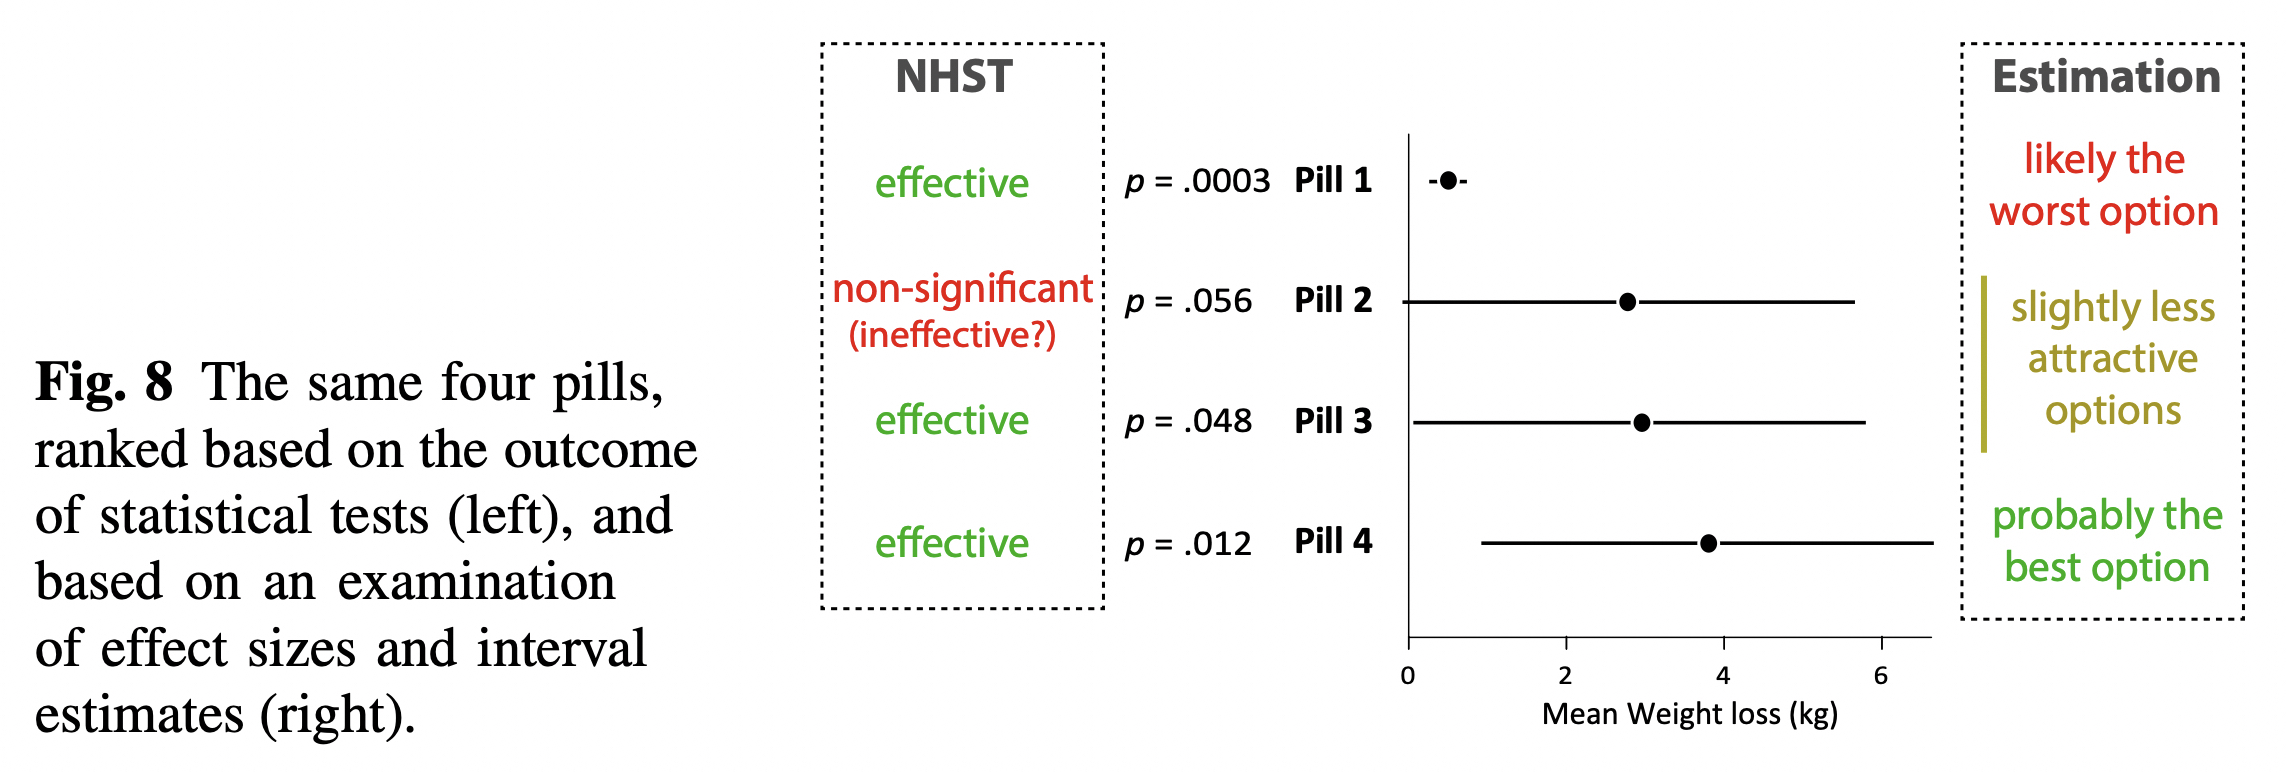 Fig. 8 The same four pills,
ranked based on the outcome
of statistical tests (left), and
based on an examination
of effect sizes and interval
estimates (right).
NHST
effective
non-significant
(ineffective?)
effective
effective
p = .0003 Pill 1
p = .056 Pill 2
p = .048 Pill 3
p = .012 Pill 4
0 2 4 6
Mean Weight loss (kg)
Estimation
likely the
worst option
slightly less
attractive
options
probably the
best option